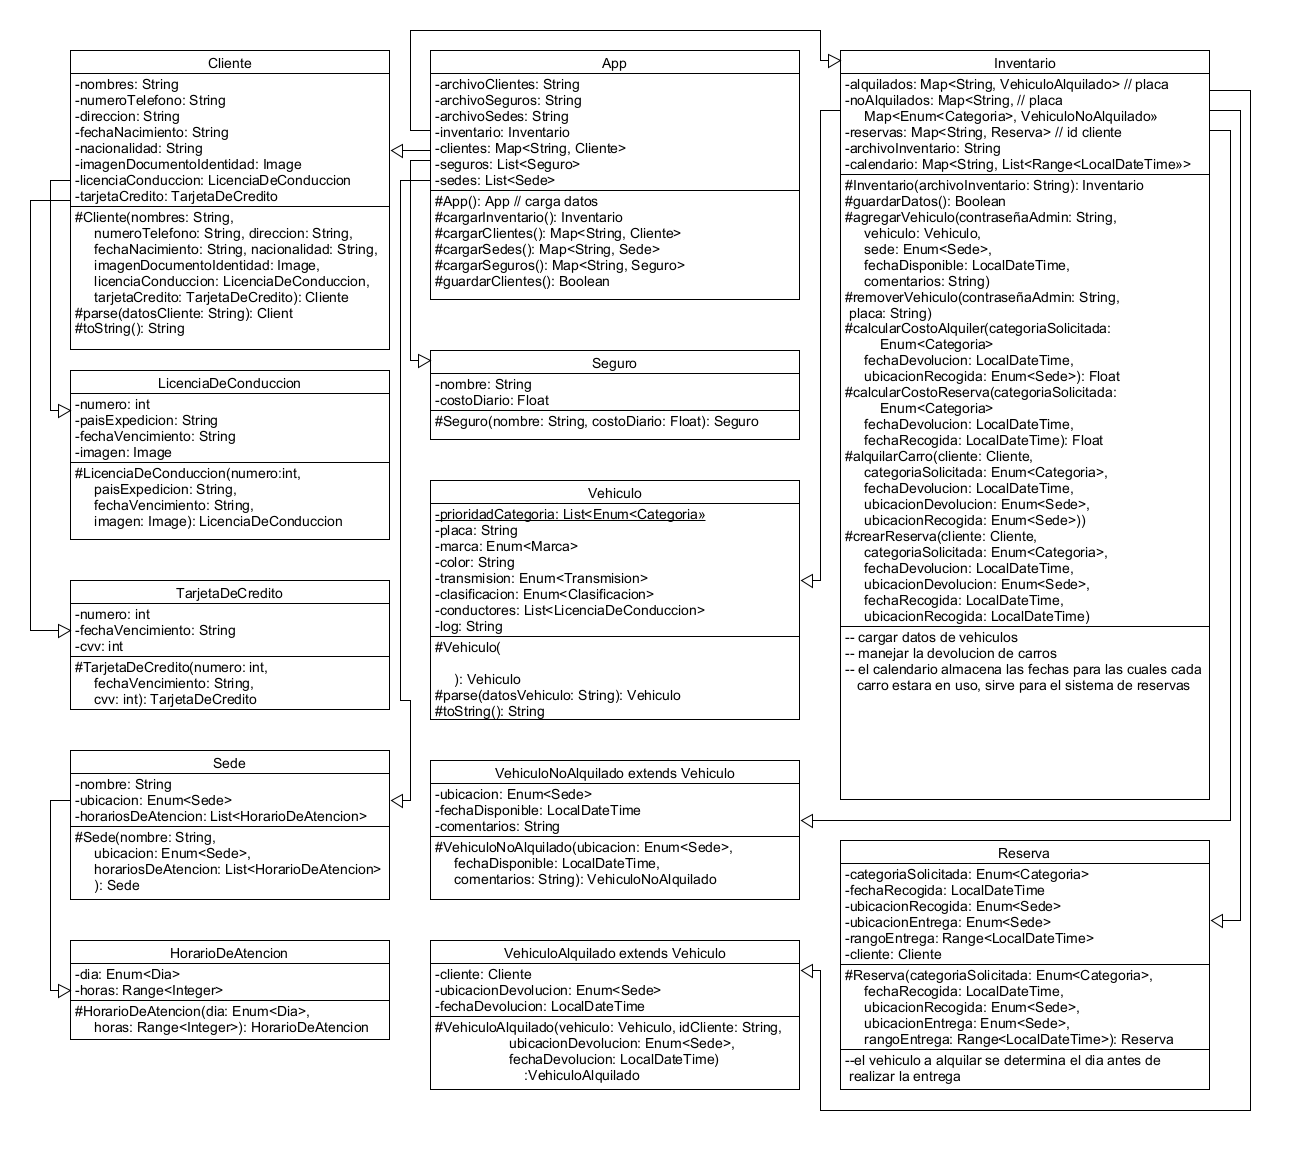 Cliente
-nombres: String
-numeroTelefono: String
-direccion: String
-fechaNacimiento: String
-nacionalidad: String
-imagenDocumentoIdentidad: Image
-licenciaConduccion: LicenciaDeConduccion
-tarjetaCredito: TarjetaDeCredito
#Cliente(nombres: String,
numeroTelefono: String, direccion: String,
fechaNacimiento: String, nacionalidad: String,
imagenDocumentoIdentidad: Image,
licenciaConduccion: LicenciaDeConduccion,
tarjetaCredito: TarjetaDeCredito): Cliente
#parse(datosCliente: String): Client
#toString(): String
LicenciaDeConduccion
-numero: int
-paisExpedicion: String
-fechaVencimiento: String
-imagen: Image
#LicenciaDeConduccion(numero:int,
paisExpedicion: String,
fechaVencimiento: String,
imagen: Image): LicenciaDeConduccion
TarjetaDeCredito
-numero: int
-fechaVencimiento: String
-cvv: int
#TarjetaDeCredito(numero: int,
fechaVencimiento: String,
cvv: int): TarjetaDeCredito
Sede
-nombre: String
-ubicacion: Enum<Sede>
-horariosDeAtencion: List<HorarioDeAtencion>
#Sede(nombre: String,
ubicacion: Enum<Sede>,
horariosDeAtencion: List<HorarioDeAtencion>
): Sede
HorarioDeAtencion
-dia: Enum<Dia>
-horas: Range<Integer>
#HorarioDeAtencion(dia: Enum<Dia>,
horas: Range<Integer>): HorarioDeAtencion
App
-archivoClientes: String
-archivoSeguros: String
-archivoSedes: String
-inventario: Inventario
-clientes: Map<String, Cliente>
-seguros: List<Seguro>
-sedes: List<Sede>
#App(): App // carga datos
#cargarInventario(): Inventario
#cargarClientes(): Map<String, Cliente>
#cargarSedes(): Map<String, Sede>
#cargarSeguros(): Map<String, Seguro>
#guardarClientes(): Boolean
Seguro
-nombre: String
-costoDiario: Float
#Seguro(nombre: String, costoDiario: Float): Seguro
Vehiculo
-prioridadCategoria: List<Enum<Categoria»
-placa: String
-marca: Enum<Marca>
-color: String
-transmision: Enum<Transmision>
-clasificacion: Enum<Clasificacion>
-conductores: List<LicenciaDeConduccion>
-log: String
#Vehiculo(
): Vehiculo
#parse(datosVehiculo: String): Vehiculo
#toString(): String
VehiculoNoAlquilado extends Vehiculo
-ubicacion: Enum<Sede>
-fechaDisponible: LocalDateTime
-comentarios: String
#VehiculoNoAlquilado(ubicacion: Enum<Sede>,
fechaDisponible: LocalDateTime,
comentarios: String): VehiculoNoAlquilado
VehiculoAlquilado extends Vehiculo
-cliente: Cliente
-ubicacionDevolucion: Enum<Sede>
-fechaDevolucion: LocalDateTime
#VehiculoAlquilado(vehiculo: Vehiculo, idCliente: String,
ubicacionDevolucion: Enum<Sede>,
fechaDevolucion: LocalDateTime)
:VehiculoAlquilado
Inventario
-alquilados: Map<String, VehiculoAlquilado> // placa
-noAlquilados: Map<String, // placa
Map<Enum<Categoria>, VehiculoNoAlquilado»
-reservas: Map<String, Reserva> // id cliente
-archivoInventario: String
-calendario: Map<String, List<Range<LocalDateTime»>
#Inventario(archivoInventario: String): Inventario
#guardarDatos(): Boolean
#agregarVehiculo(contraseñaAdmin: String,
vehiculo: Vehiculo,
sede: Enum<Sede>,
fechaDisponible: LocalDateTime,
comentarios: String)
#removerVehiculo(contraseñaAdmin: String,
placa: String)
#calcularCostoAlquiler(categoriaSolicitada:
Enum<Categoria>
fechaDevolucion: LocalDateTime,
ubicacionRecogida: Enum<Sede>): Float
#calcularCostoReserva(categoriaSolicitada:
Enum<Categoria>
fechaDevolucion: LocalDateTime,
fechaRecogida: LocalDateTime): Float
#alquilarCarro(cliente: Cliente,
categoriaSolicitada: Enum<Categoria>,
fechaDevolucion: LocalDateTime,
ubicacionDevolucion: Enum<Sede>,
ubicacionRecogida: Enum<Sede>))
#crearReserva(cliente: Cliente,
categoriaSolicitada: Enum<Categoria>,
fechaDevolucion: LocalDateTime,
ubicacionDevolucion: Enum<Sede>,
fechaRecogida: LocalDateTime,
ubicacionRecogida: LocalDateTime)
-- cargar datos de vehiculos
-- manejar la devolucion de carros
-- el calendario almacena las fechas para las cuales cada
carro estara en uso, sirve para el sistema de reservas
Reserva
-categoriaSolicitada: Enum<Categoria>
-fechaRecogida: LocalDateTime
-ubicacionRecogida: Enum<Sede>
-ubicacionEntrega: Enum<Sede>
-rangoEntrega: Range<LocalDateTime>
-cliente: Cliente
#Reserva(categoriaSolicitada: Enum<Categoria>,
fechaRecogida: LocalDateTime,
ubicacionRecogida: Enum<Sede>,
ubicacionEntrega: Enum<Sede>,
rangoEntrega: Range<LocalDateTime>): Reserva
--el vehiculo a alquilar se determina el dia antes de
realizar la entrega